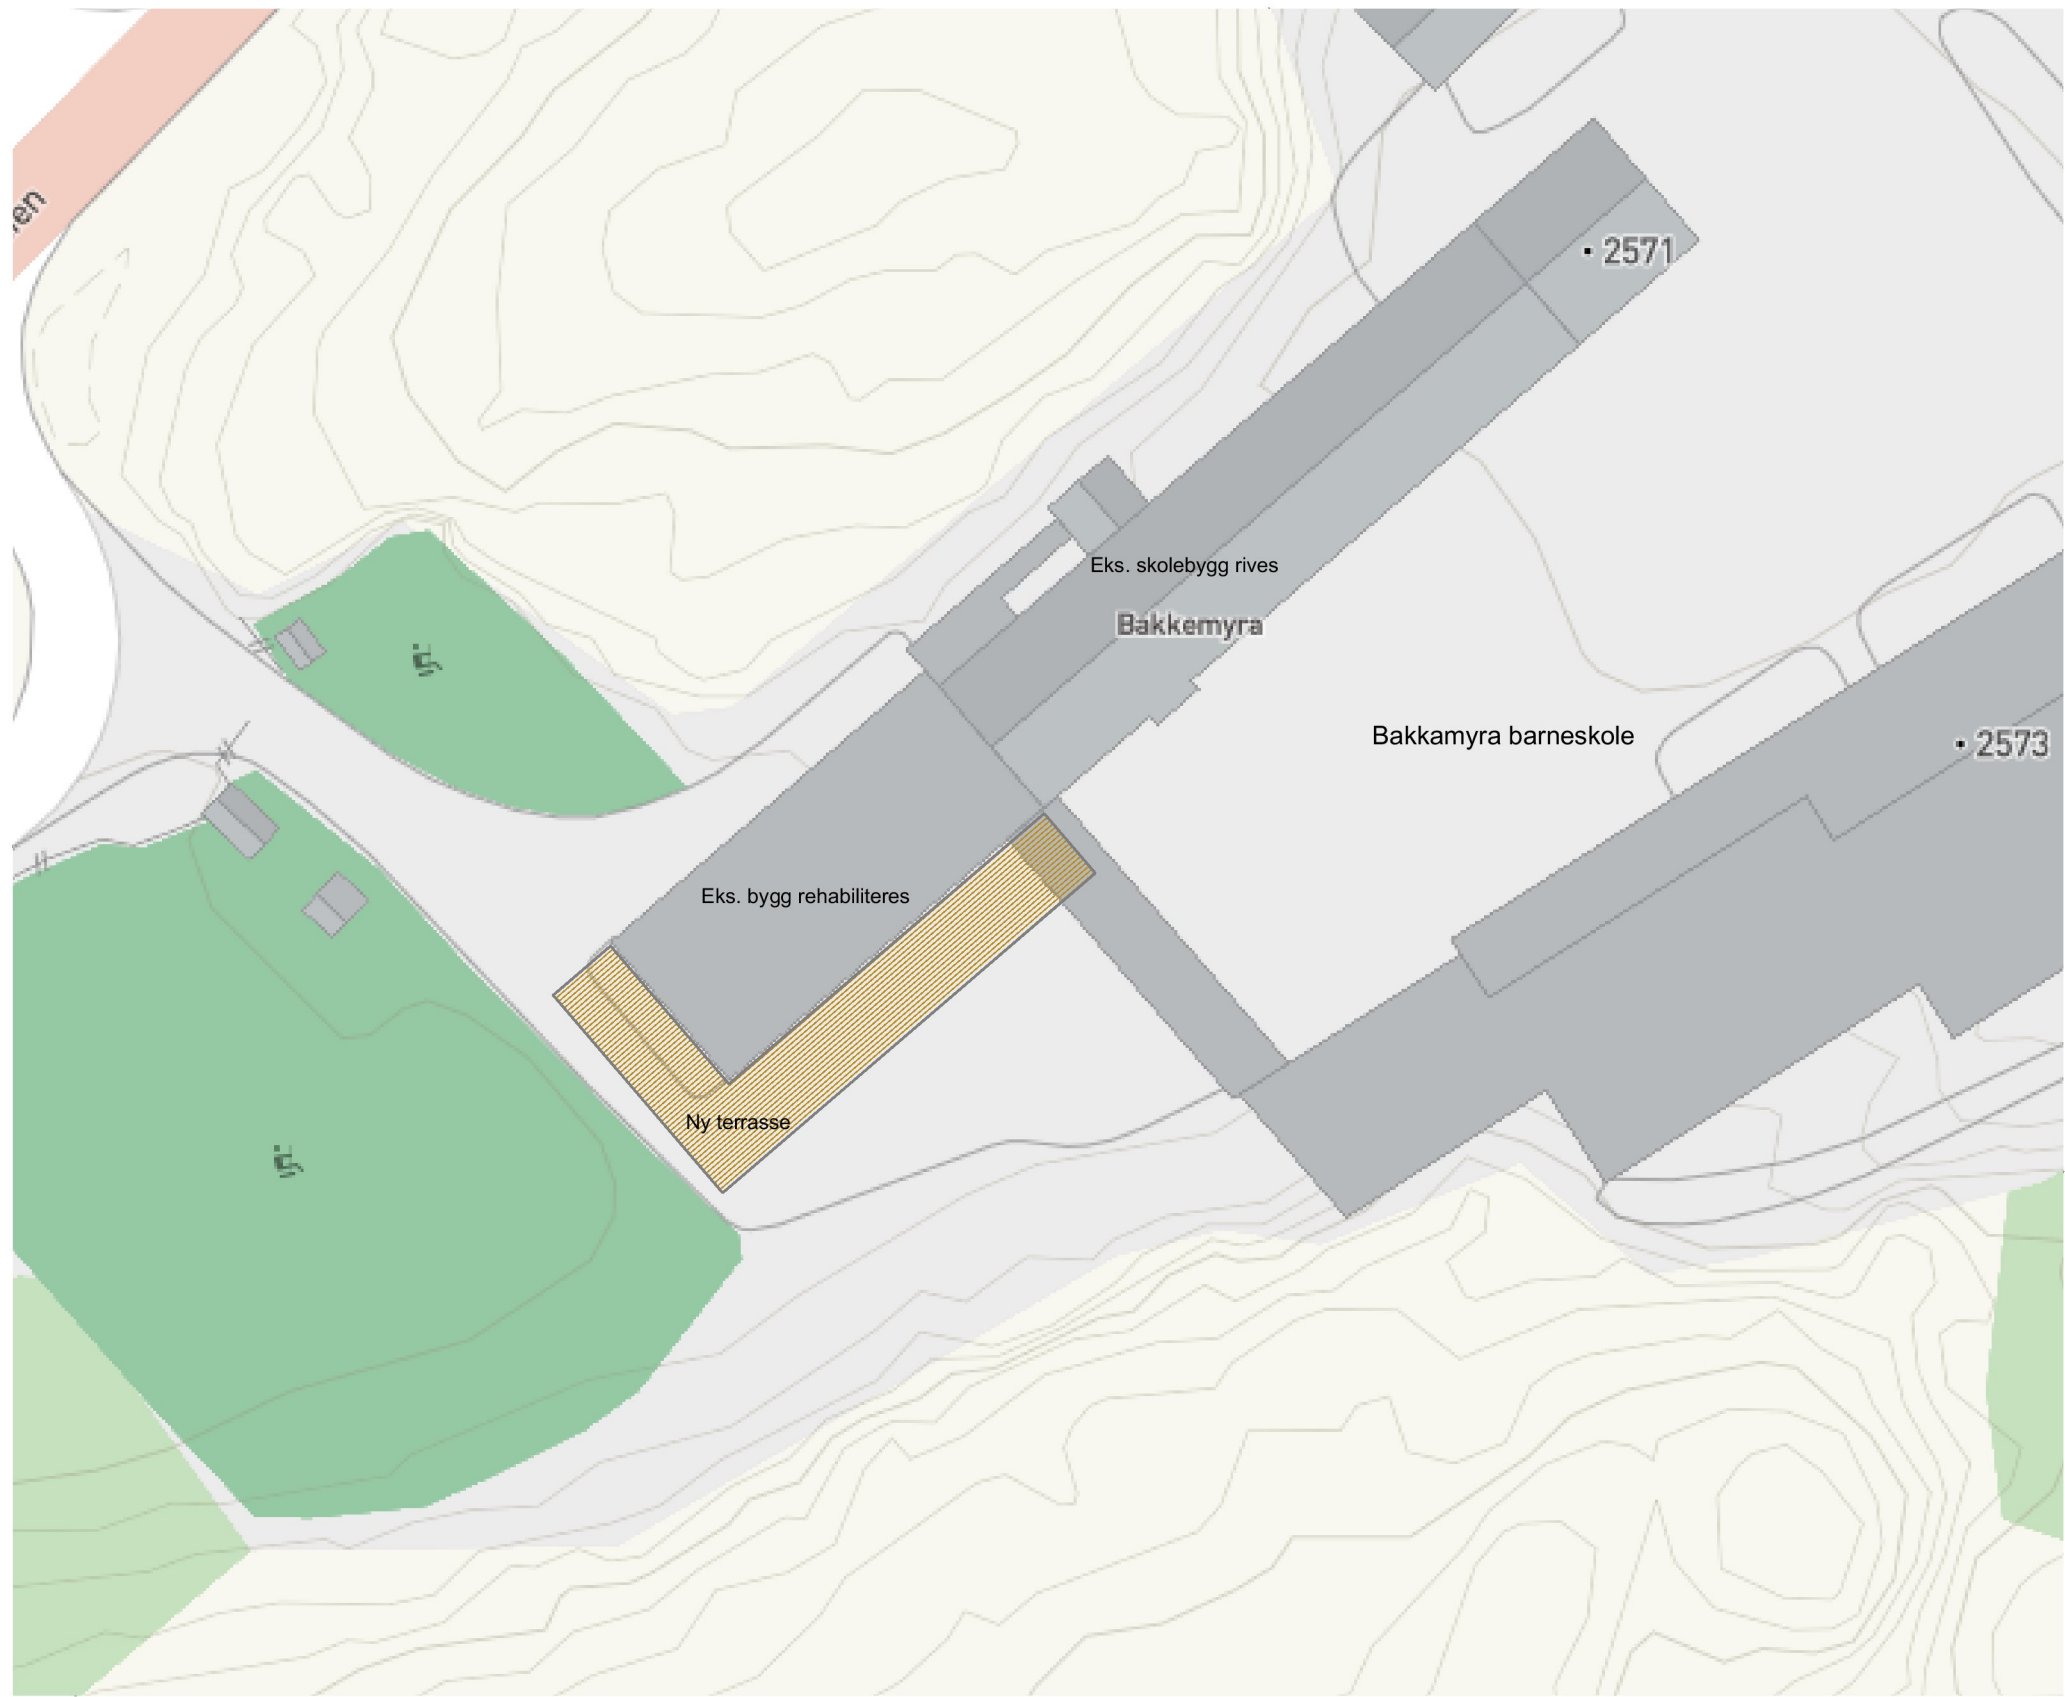 en
2571
Eks. skolebygg rives
Bakkemyra
Bakkamyra barneskole
2573
Eks. bygg rehabiliteres
Ny terrasse